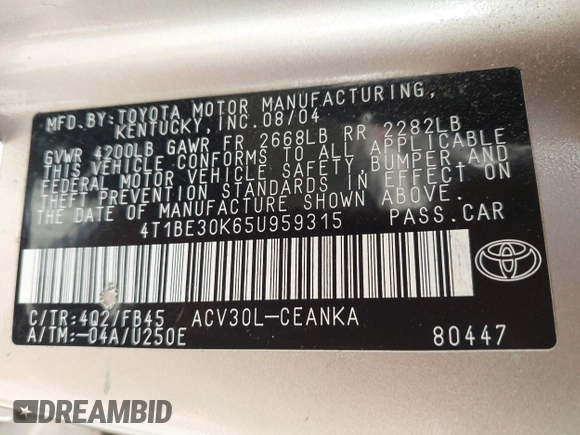 MFD.BY:TOYOTA MOTOR MANUFACTURING,
KENTUCKY, INC. 08/04
GVWR 4200LB GAWR FR 2668LB RR 2282LB
THIS VEHICLE CONFORMS TO ALL APPLICABLE
FEDERAL MOTOR VEHICLE SAFETY, BUMPER, AND
THEFT PREVENTION STANDARDS IN EFFECT ON
THE DATE OF MANUFACTURE SHOWN ABOVE.
4T1BE30K65U959315 PASS.CAR
C/TR:4Q2/FB45 ACV30L-CEANKA
A/TM:-04A/U250E 80447
DREAMBID